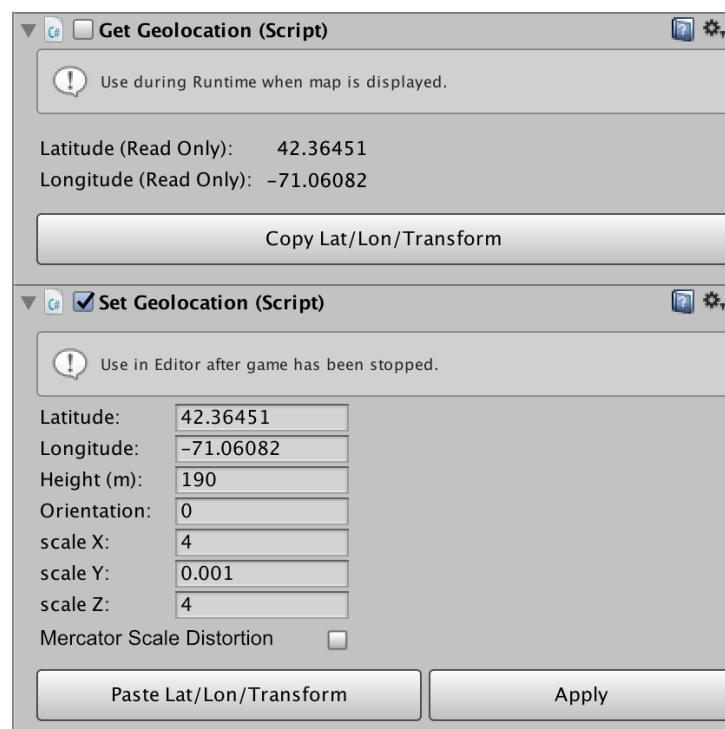 Get Geolocation (Script)
Use during Runtime when map is displayed.
Latitude (Read Only): 42.36451
Longitude (Read Only): -71.06082
Copy Lat/Lon/Transform
Set Geolocation (Script)
Use in Editor after game has been stopped.
Latitude: 42.36451
Longitude: -71.06082
Height (m): 190
Orientation: 0
scale X: 4
scale Y: 0.001
scale Z: 4
Mercator Scale Distortion
Paste Lat/Lon/Transform Apply